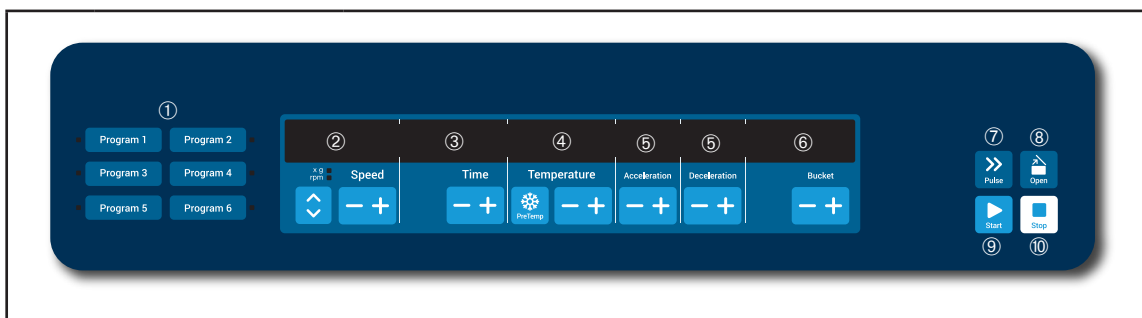 ①
Program 1 Program 2
Program 3 Program 4
Program 5 Program 6
② ③ ④ ⑤ ⑤ ⑥
x g
rpm
Speed Time Temperature Acceleration Deceleration Bucket
− + − + PreTemp − + − + − + − +
⑦ ⑧
Pulse Open
Start Stop
⑨ ⑩